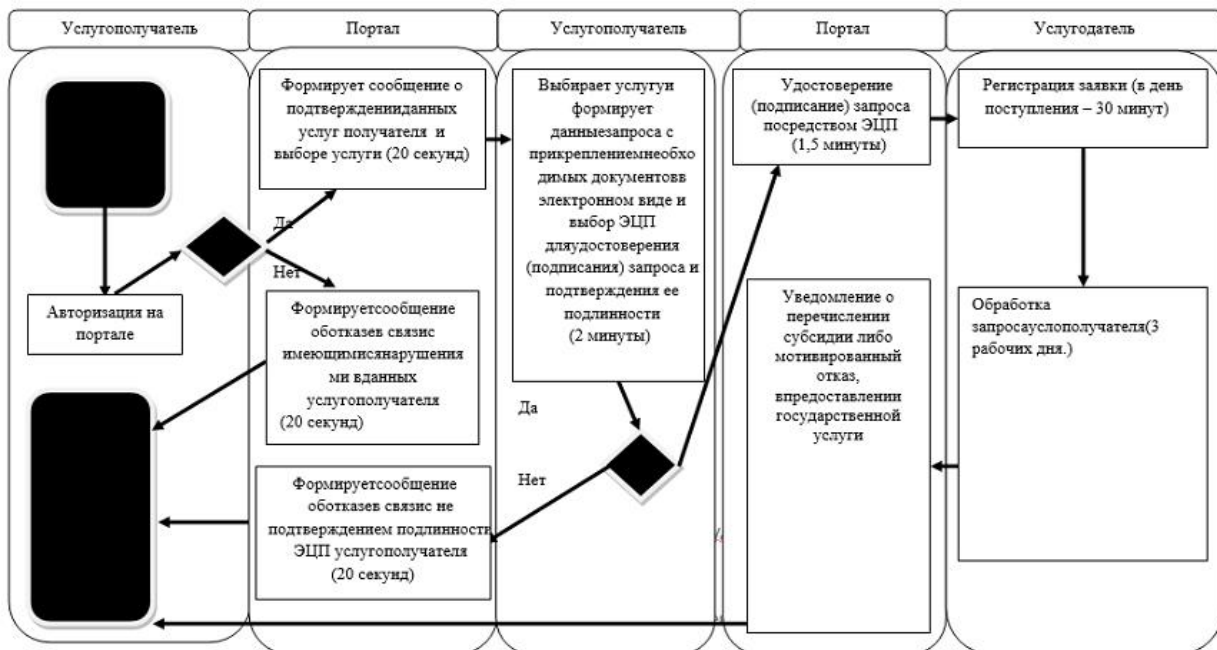 Услугополучатель
Портал
Услугополучатель
Портал
Услугодатель
Авторизация на
портале
Да
Нет
Формирует сообщение о
подтвержденииданных
услуг получателя и
выборе услуги (20 секунд)
Формируетсообщение
оботказев связис
имеющимисянарушения
ми вданных
услугополучателя
(20 секунд)
Формируетсообщение
оботказев связис не
подтверждением подлинности
ЭЦП услугополучателя
(20 секунд)
Выбирает услугуи
формирует
данныезапроса с
прикреплениемнеобхо
димых документовв
электронном виде и
выбор ЭЦП
дляудостоверения
(подписания) запроса и
подтверждения ее
подлинности
(2 минуты)
Да
Нет
Удостоверение
(подписание) запроса
посредством ЭЦП
(1,5 минуты)
Уведомление о
перечислении
субсидии либо
мотивированный
отказ,
впредоставлении
государственной
услуги
Регистрация заявки (в день
поступления – 30 минут)
Обработка
запросауслополучателя(3
рабочих дня.)